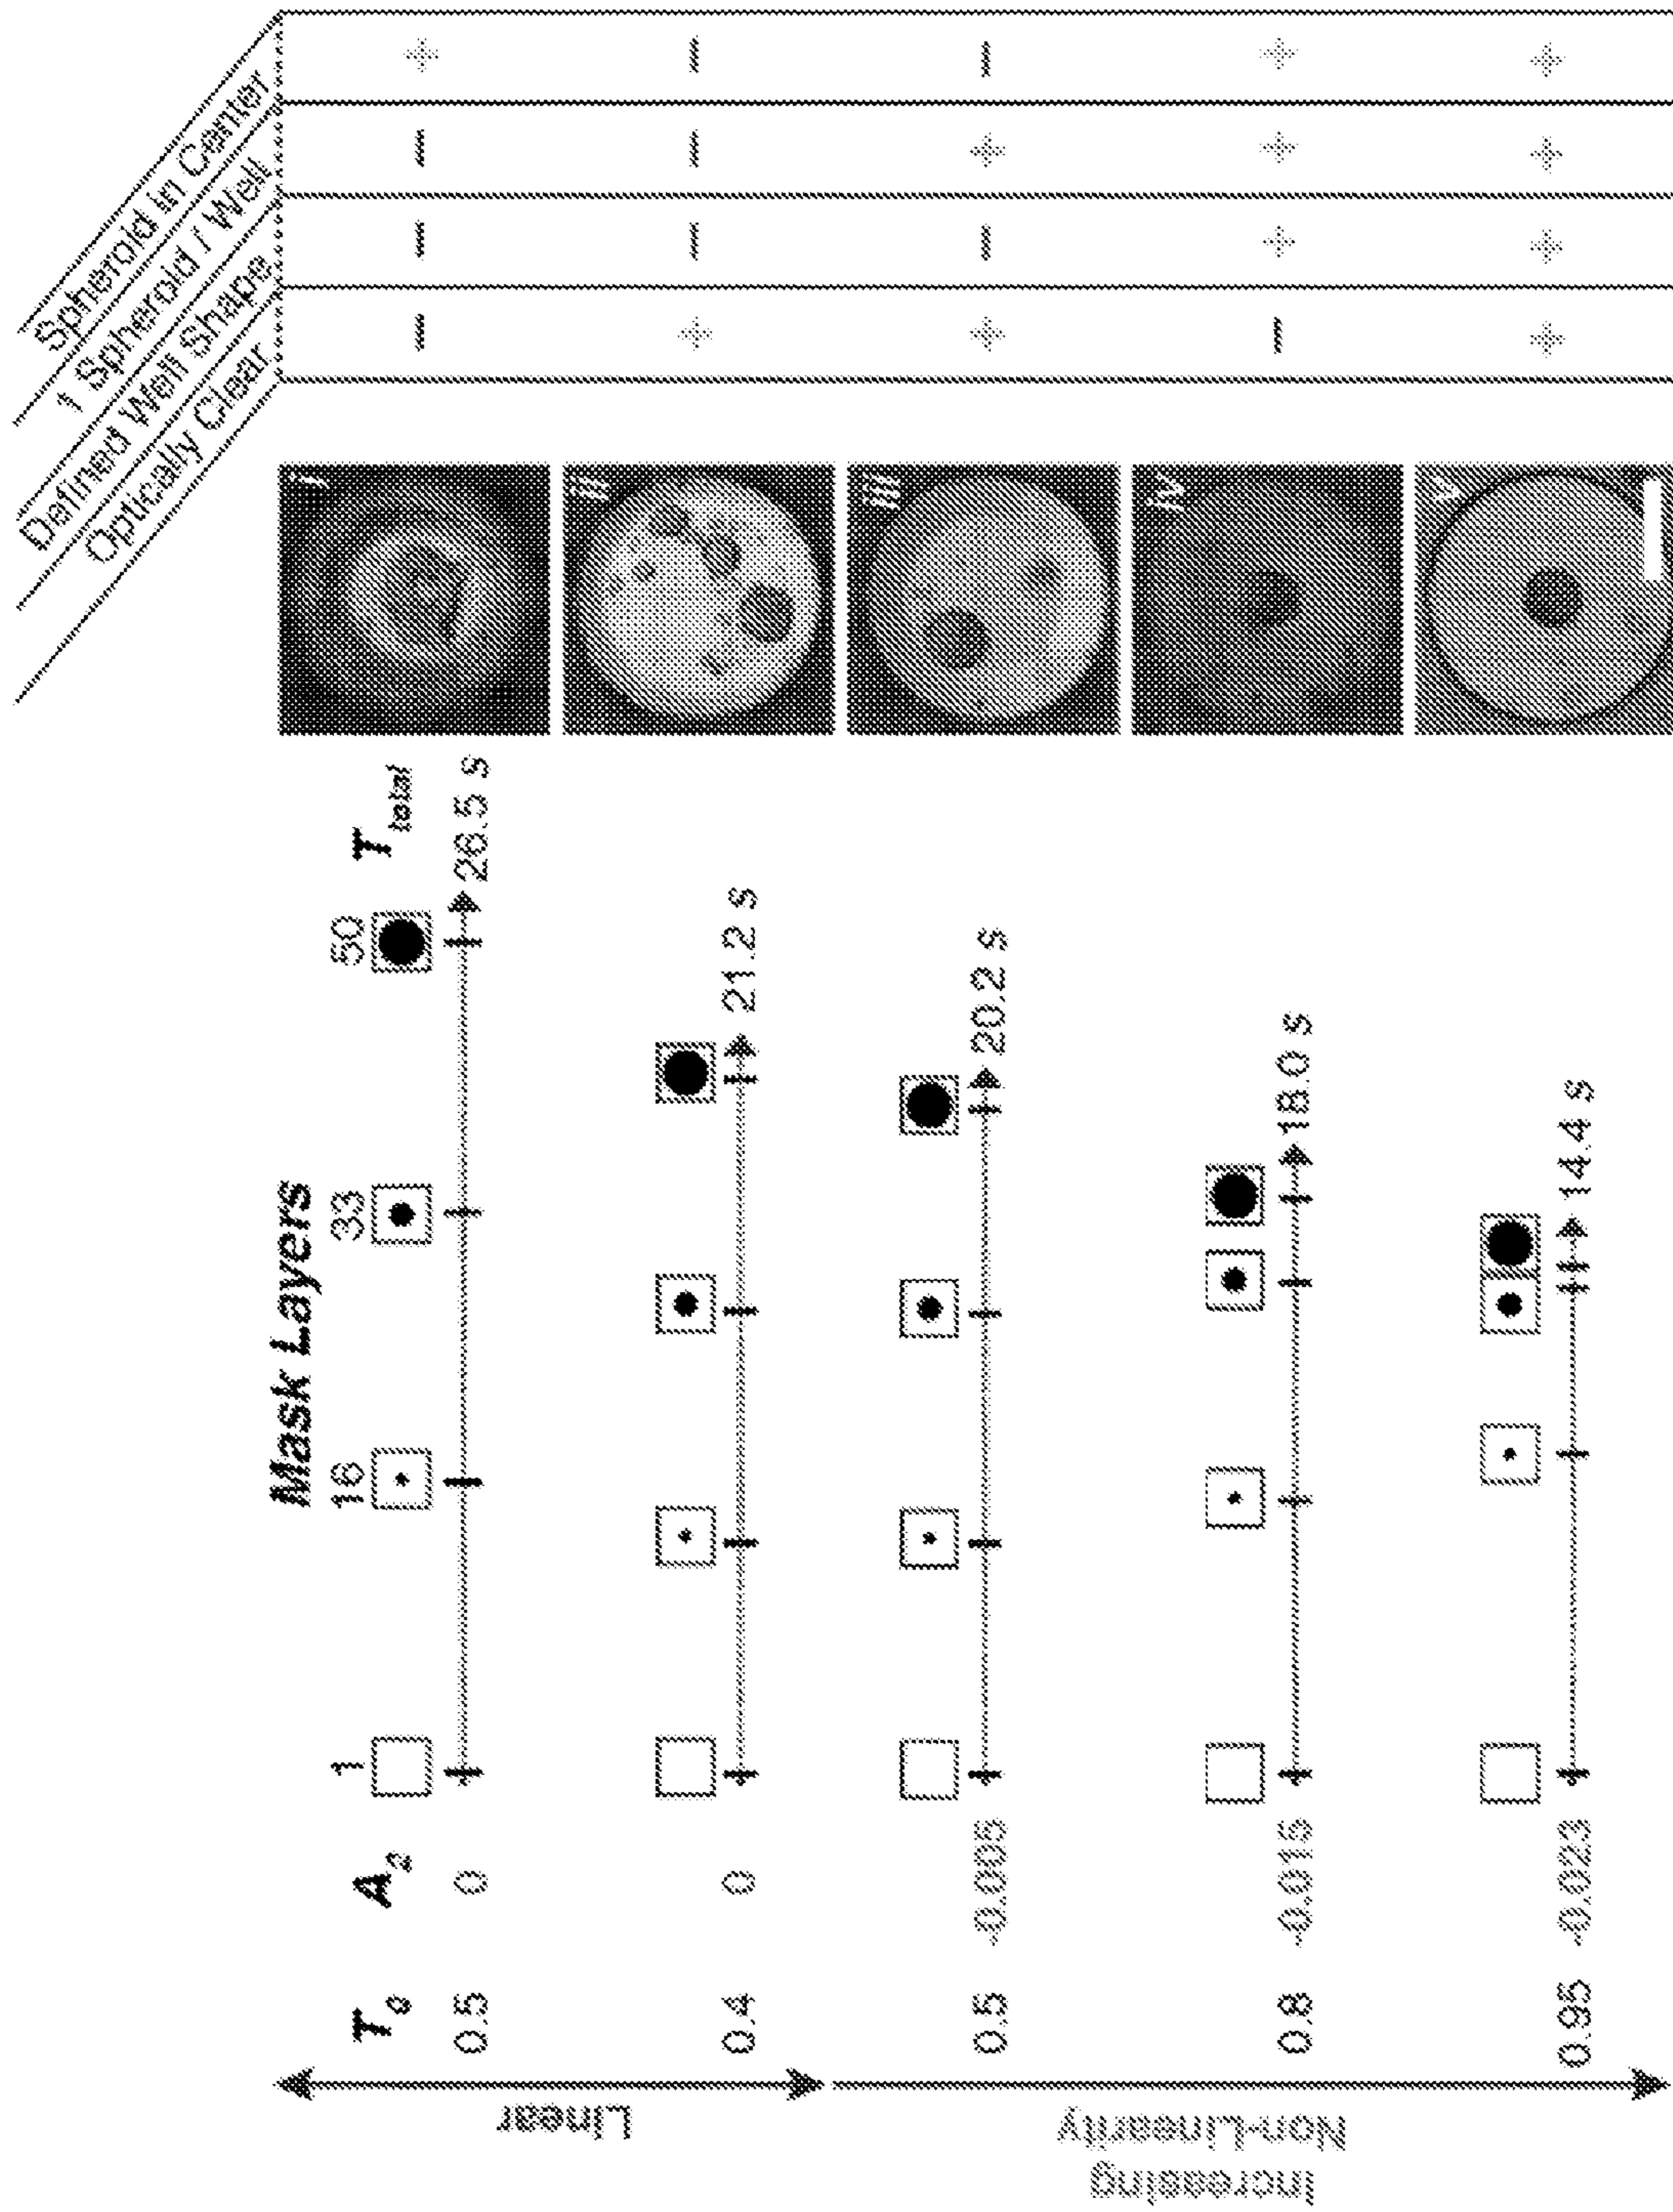 Optically Clear
Defined Well Shape
1 Spheroid / Well
Spheroid in Center
Mask Layers
T0 A2 1 16 33 50 Ttotal
Linear
0.5 0 26.5 s i − − − +
0.4 0 21.2 s ii + − − −
Increasing
Non-Linearity
0.5 -0.005 20.2 s iii + − + −
0.8 -0.015 18.0 s iv − + + +
0.95 -0.023 14.4 s v + + + +